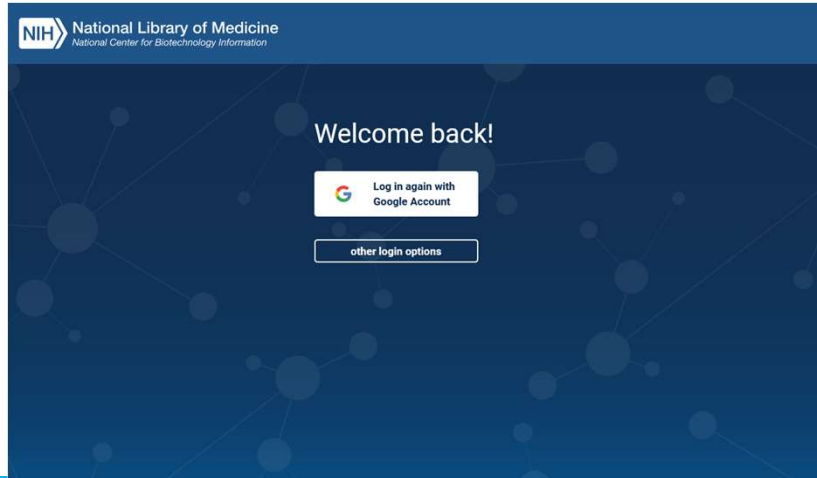 NIH
National Library of Medicine
National Center for Biotechnology Information
Welcome back!
Log in again with
Google Account
other login options